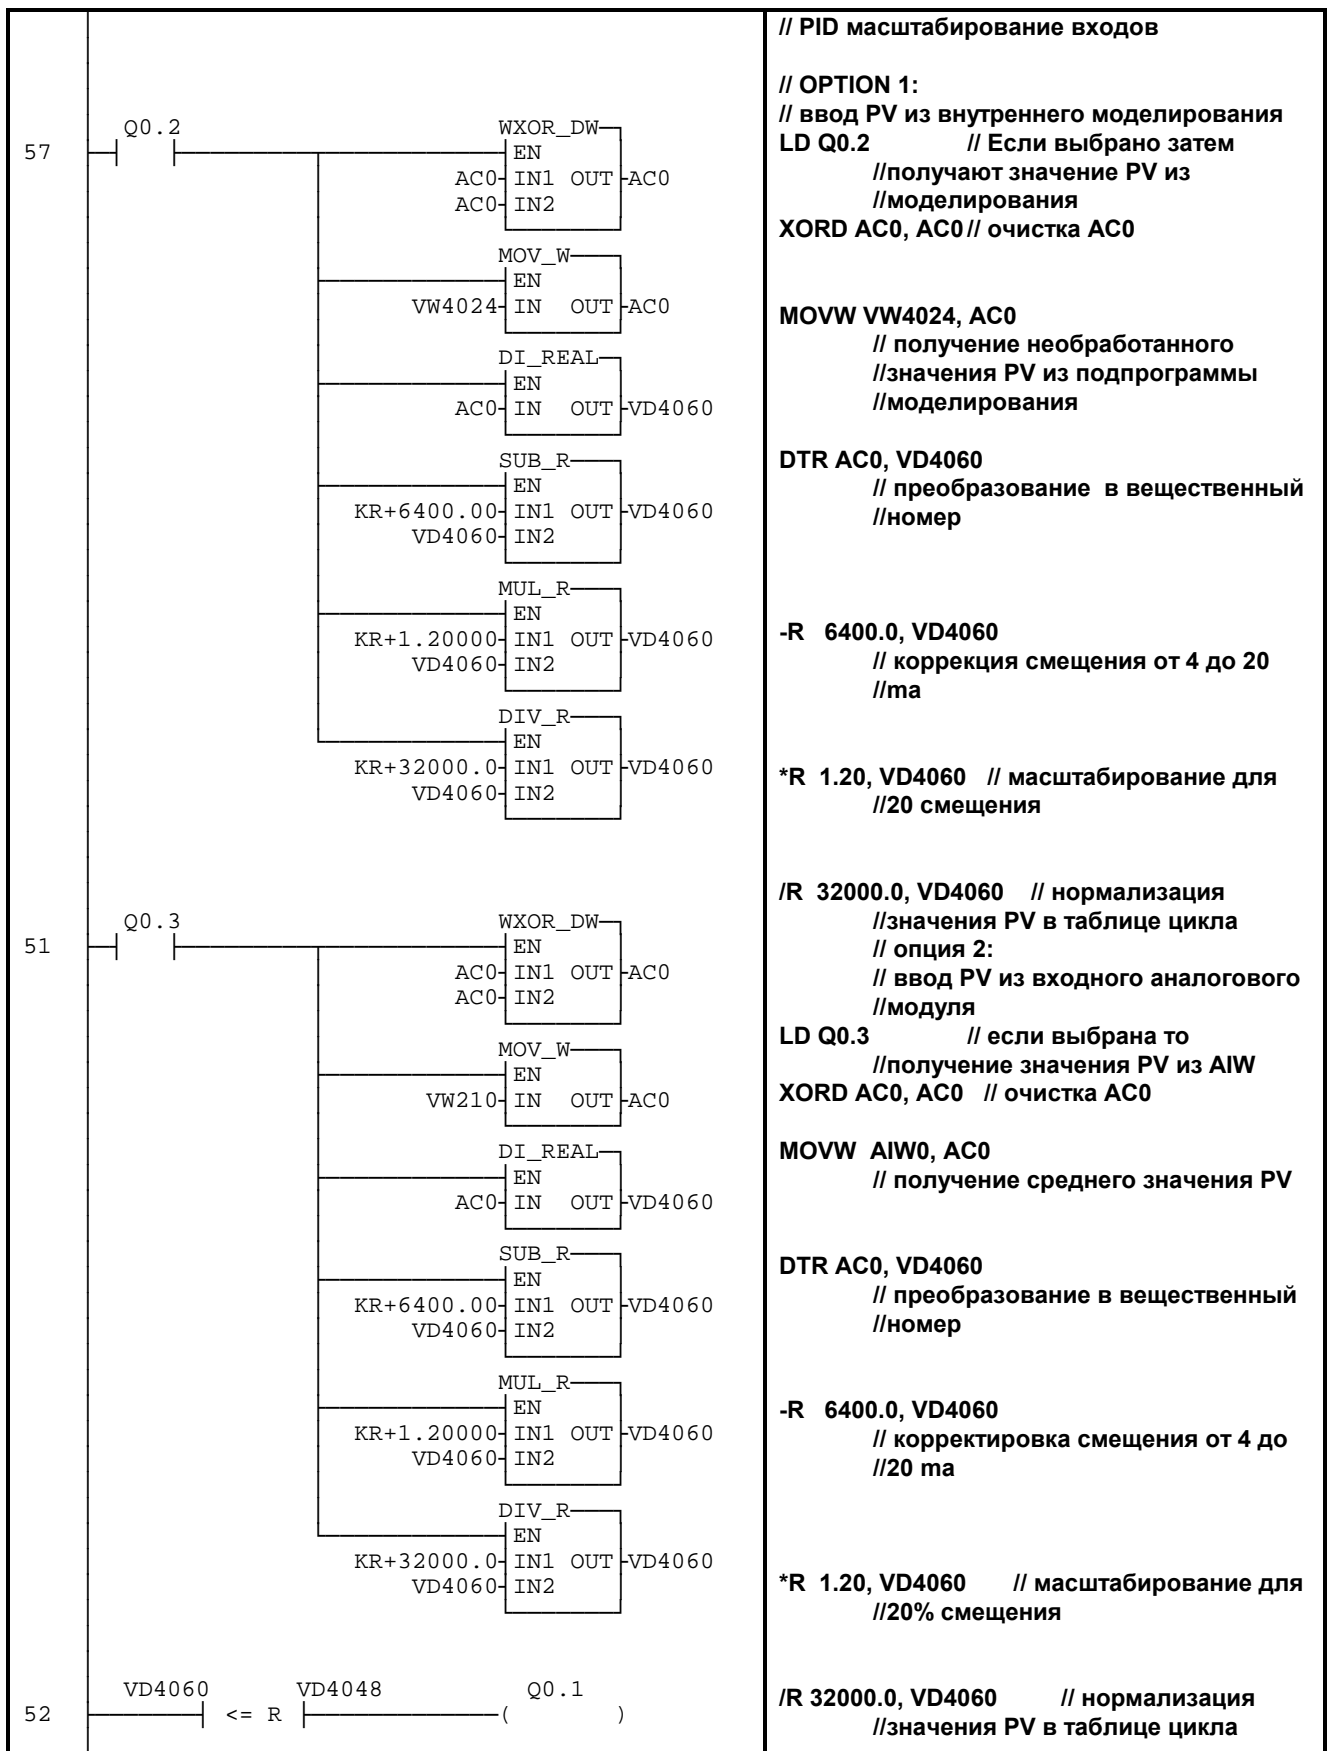 57
Q0.2
WXOR_DW
EN
AC0 IN1 OUT AC0
AC0 IN2
MOV_W
EN
VW4024 IN OUT AC0
DI_REAL
EN
AC0 IN OUT VD4060
SUB_R
EN
KR+6400.00 IN1 OUT VD4060
VD4060 IN2
MUL_R
EN
KR+1.20000 IN1 OUT VD4060
VD4060 IN2
DIV_R
EN
KR+32000.0 IN1 OUT VD4060
VD4060 IN2
51
Q0.3
WXOR_DW
EN
AC0 IN1 OUT AC0
AC0 IN2
MOV_W
EN
VW210 IN OUT AC0
DI_REAL
EN
AC0 IN OUT VD4060
SUB_R
EN
KR+6400.00 IN1 OUT VD4060
VD4060 IN2
MUL_R
EN
KR+1.20000 IN1 OUT VD4060
VD4060 IN2
DIV_R
EN
KR+32000.0 IN1 OUT VD4060
VD4060 IN2
VD4060 VD4048 Q0.1
52 <= R ( )
// PID масштабирование входов
// OPTION 1:
// ввод PV из внутреннего моделирования
LD Q0.2 // Если выбрано затем
//получают значение PV из
//моделирования
XORD AC0, AC0 // очистка AC0
MOVW VW4024, AC0
// получение необработанного
//значения PV из подпрограммы
//моделирования
DTR AC0, VD4060
// преобразование в вещественный
//номер
-R 6400.0, VD4060
// коррекция смещения от 4 до 20
//ma
*R 1.20, VD4060 // масштабирование для
//20 смещения
/R 32000.0, VD4060 // нормализация
//значения PV в таблице цикла
// опция 2:
// ввод PV из входного аналогового
//модуля
LD Q0.3 // если выбрана то
//получение значения PV из AIW
XORD AC0, AC0 // очистка AC0
MOVW AIW0, AC0
// получение среднего значения PV
DTR AC0, VD4060
// преобразование в вещественный
//номер
-R 6400.0, VD4060
// корректировка смещения от 4 до
//20 ma
*R 1.20, VD4060 // масштабирование для
//20% смещения
/R 32000.0, VD4060 // нормализация
//значения PV в таблице цикла